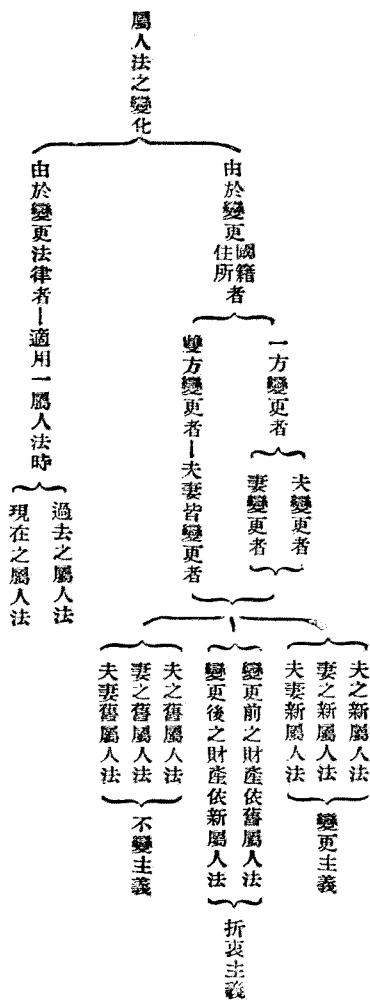 屬人法之變化
由於變更國籍住所者
一方變更者
夫變更者
妻變更者
雙方變更者—夫妻皆變更者
夫之新屬人法
妻之新屬人法
夫妻新屬人法
變更主義
變更前之財產依舊屬人法
變更後之財產依新屬人法
折衷主義
夫之舊屬人法
妻之舊屬人法
夫妻舊屬人法
不變主義
由於變更法律者—適用一屬人法時
過去之屬人法
現在之屬人法